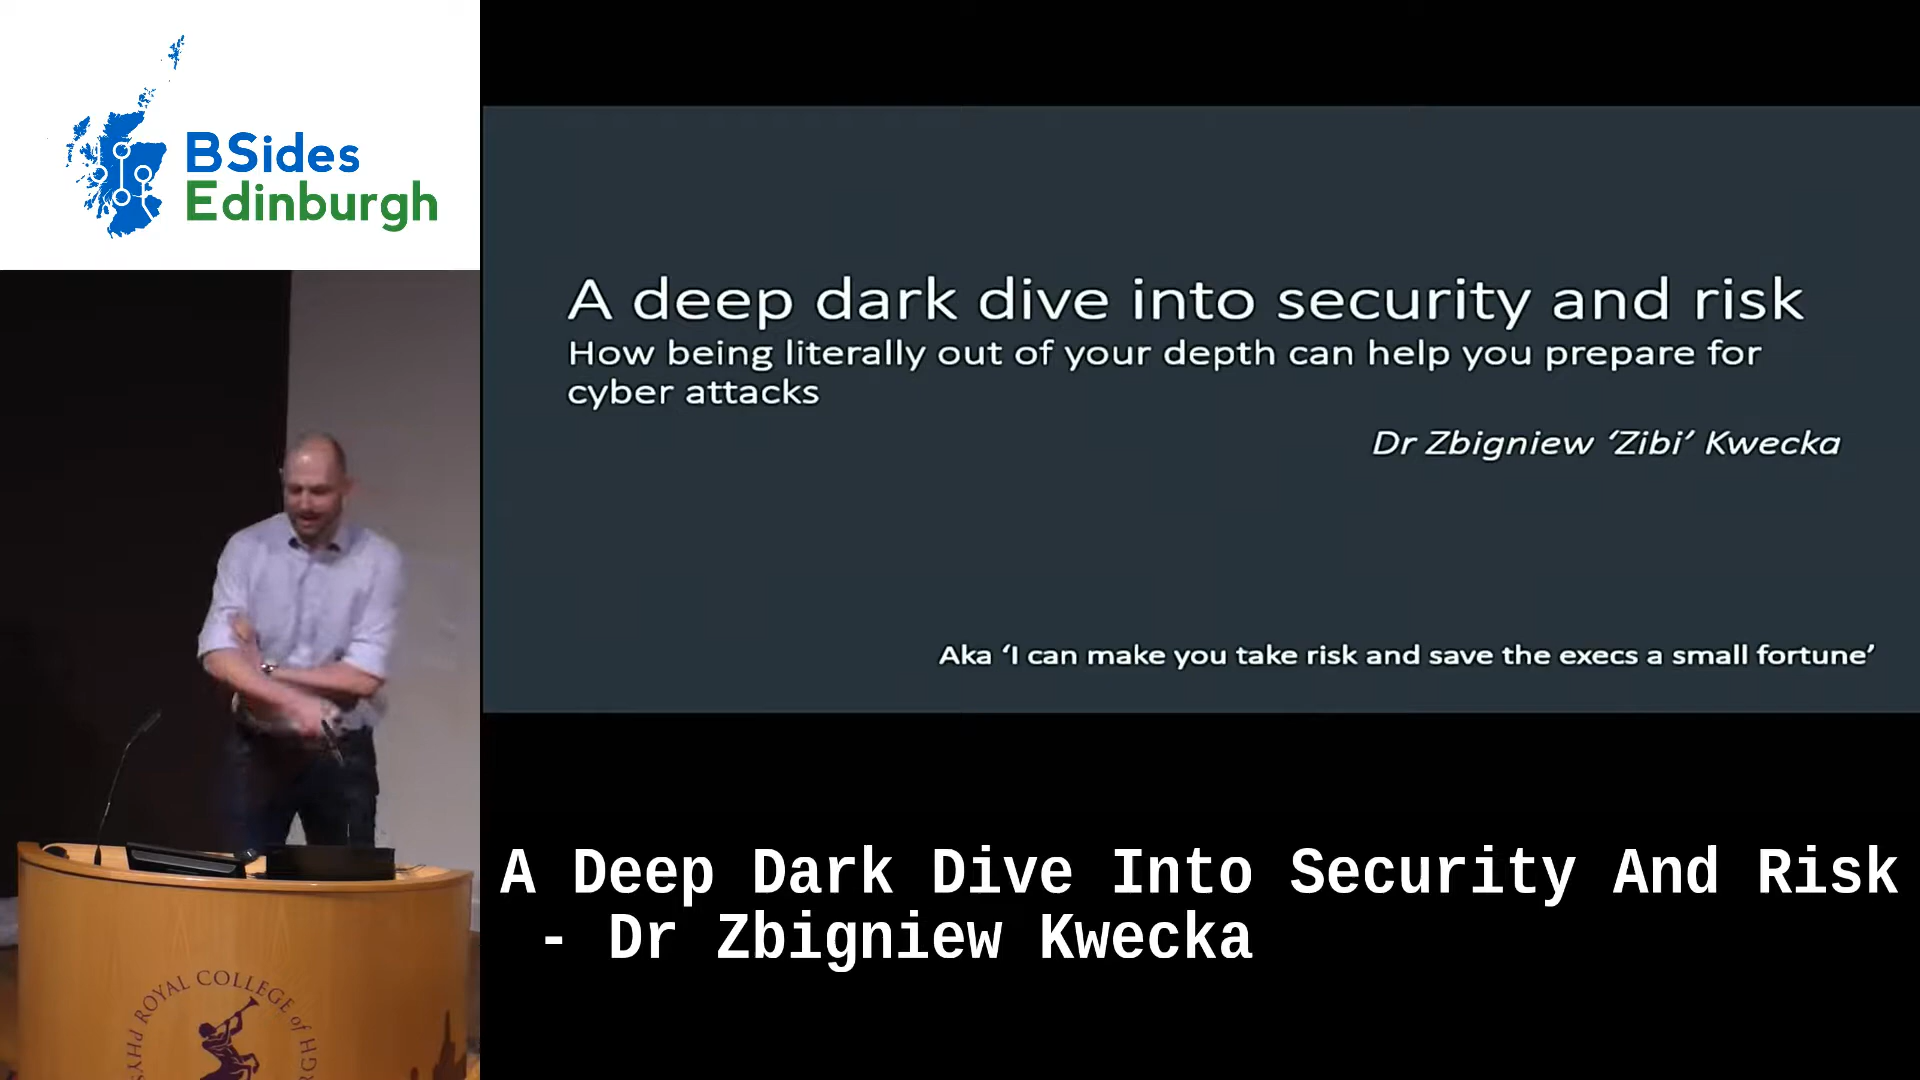 BSides
Edinburgh
A deep dark dive into security and risk
How being literally out of your depth can help you prepare for
cyber attacks
Dr Zbigniew ‘Zibi’ Kwecka
Aka ‘I can make you take risk and save the execs a small fortune’
A Deep Dark Dive Into Security And Risk
- Dr Zbigniew Kwecka
ROYAL COLLEGE of